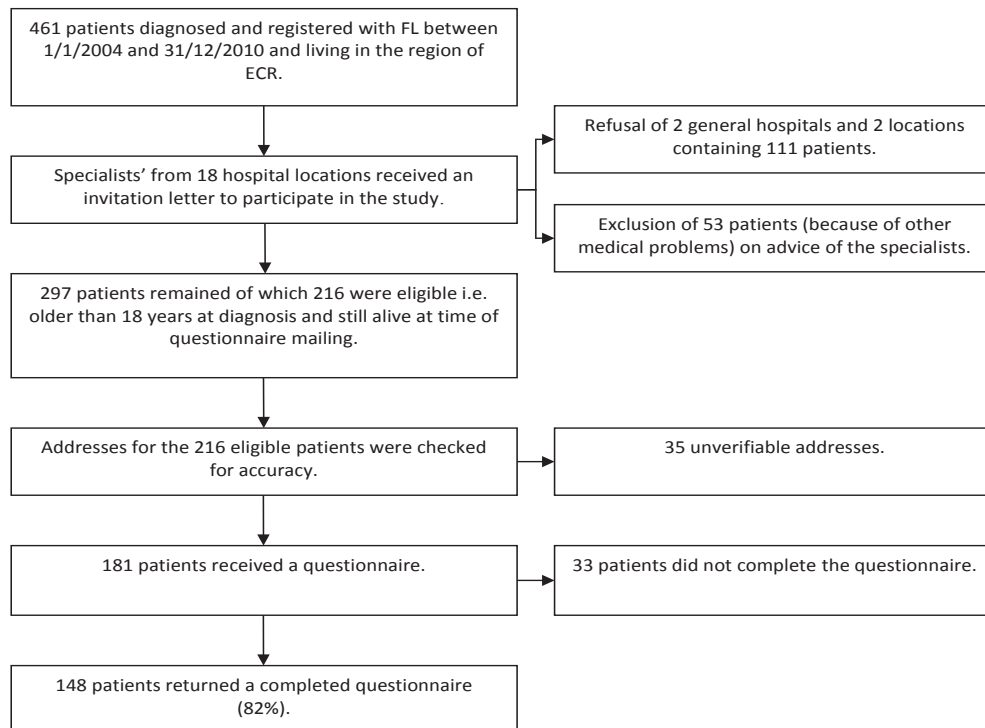 461 patients diagnosed and registered with FL between
1/1/2004 and 31/12/2010 and living in the region of
ECR.
Refusal of 2 general hospitals and 2 locations
containing 111 patients.
Specialists’ from 18 hospital locations received an
invitation letter to participate in the study.
Exclusion of 53 patients (because of other
medical problems) on advice of the specialists.
297 patients remained of which 216 were eligible i.e.
older than 18 years at diagnosis and still alive at time of
questionnaire mailing.
Addresses for the 216 eligible patients were checked
for accuracy.
35 unverifiable addresses.
181 patients received a questionnaire.
33 patients did not complete the questionnaire.
148 patients returned a completed questionnaire
(82%).